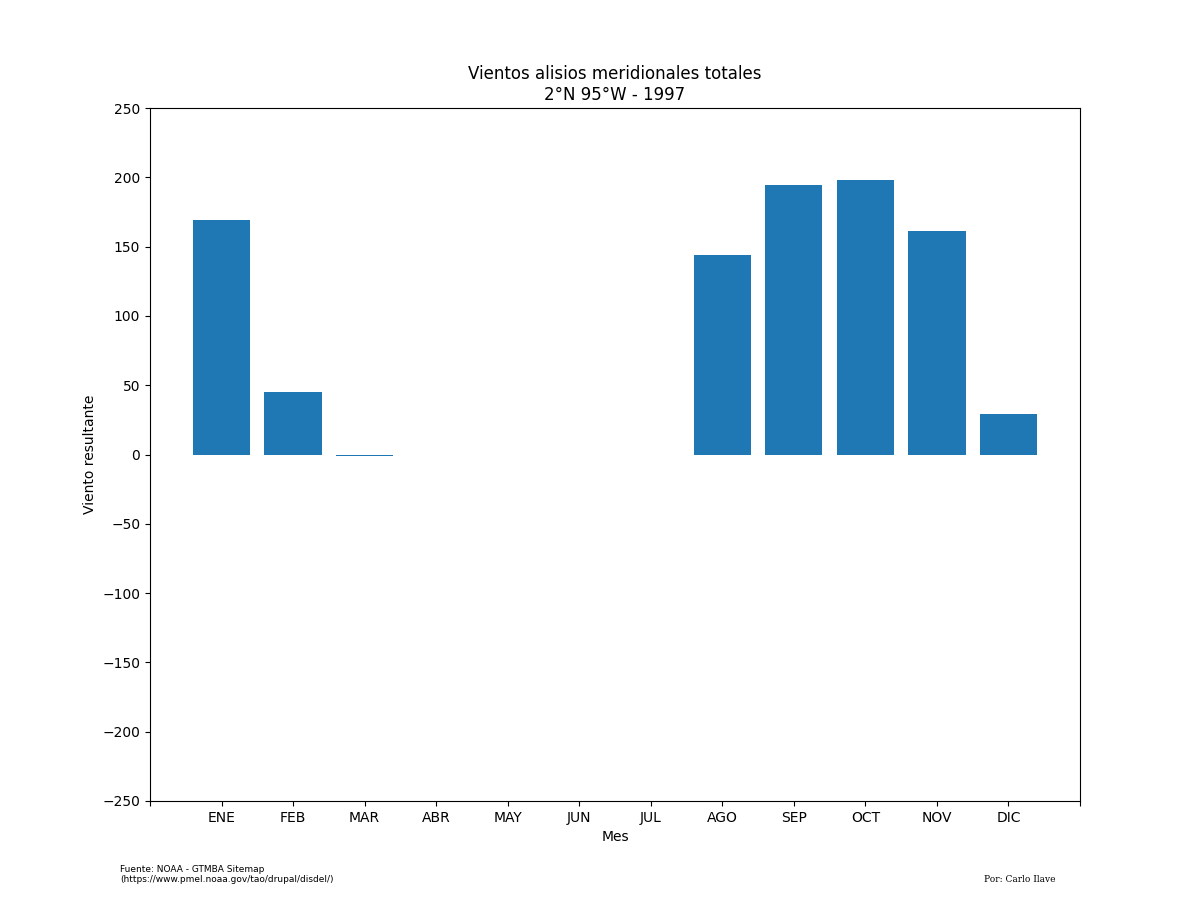 Vientos alisios meridionales totales
2°N 95°W - 1997
Viento resultante
250
200
150
100
50
0
−50
−100
−150
−200
−250
ENE FEB MAR ABR MAY JUN JUL AGO SEP OCT NOV DIC
Mes
Fuente: NOAA - GTMBA Sitemap
(https://www.pmel.noaa.gov/tao/drupal/disdel/)
Por: Carlo Ilave